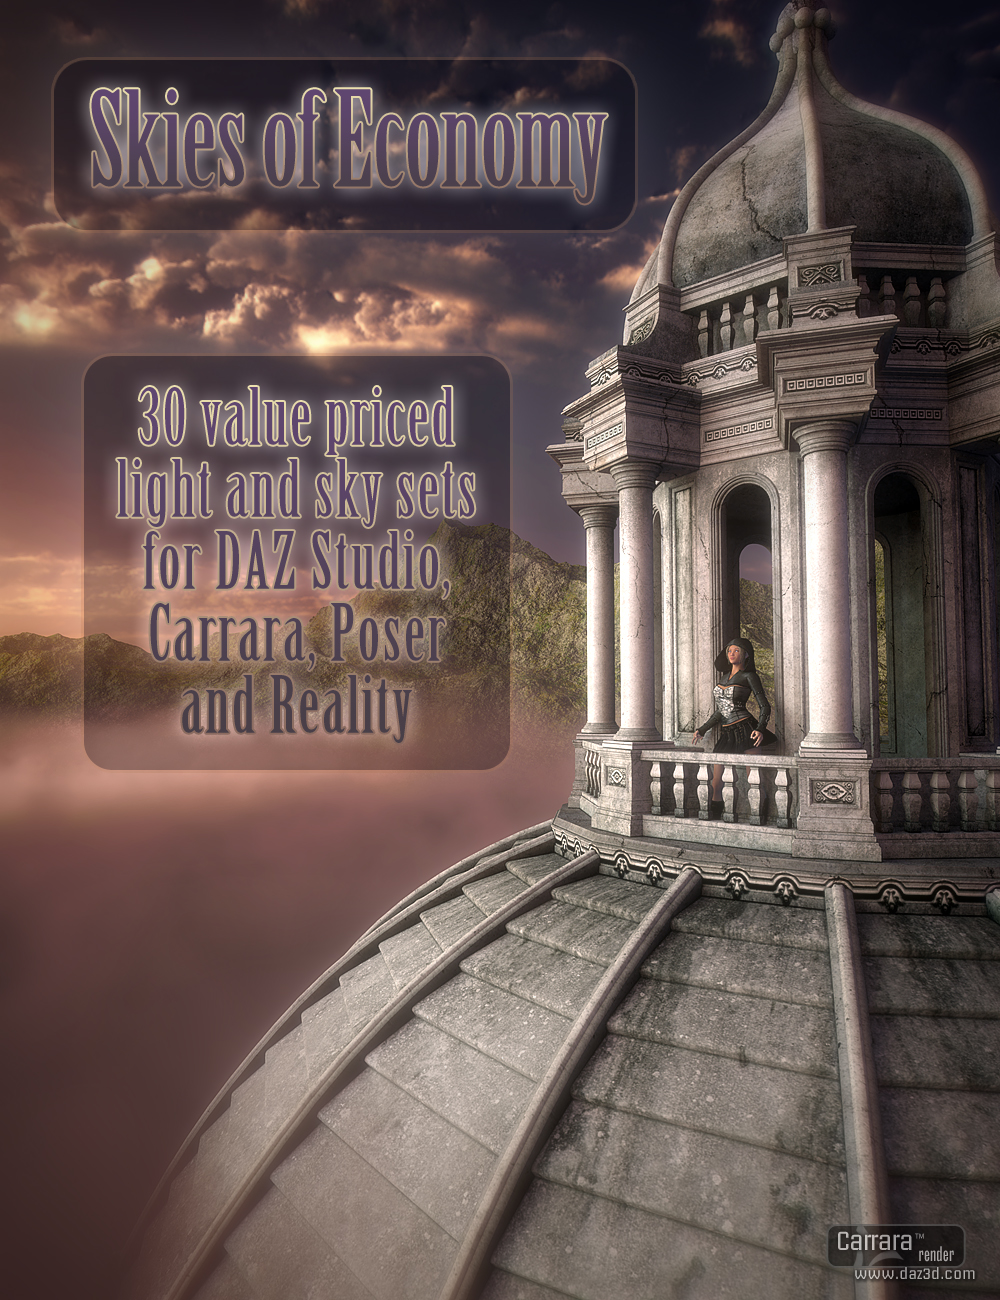 Skies of Economy
30 value priced
light and sky sets
for DAZ Studio,
Carrara, Poser
and Reality
Carrara™
render
www.daz3d.com